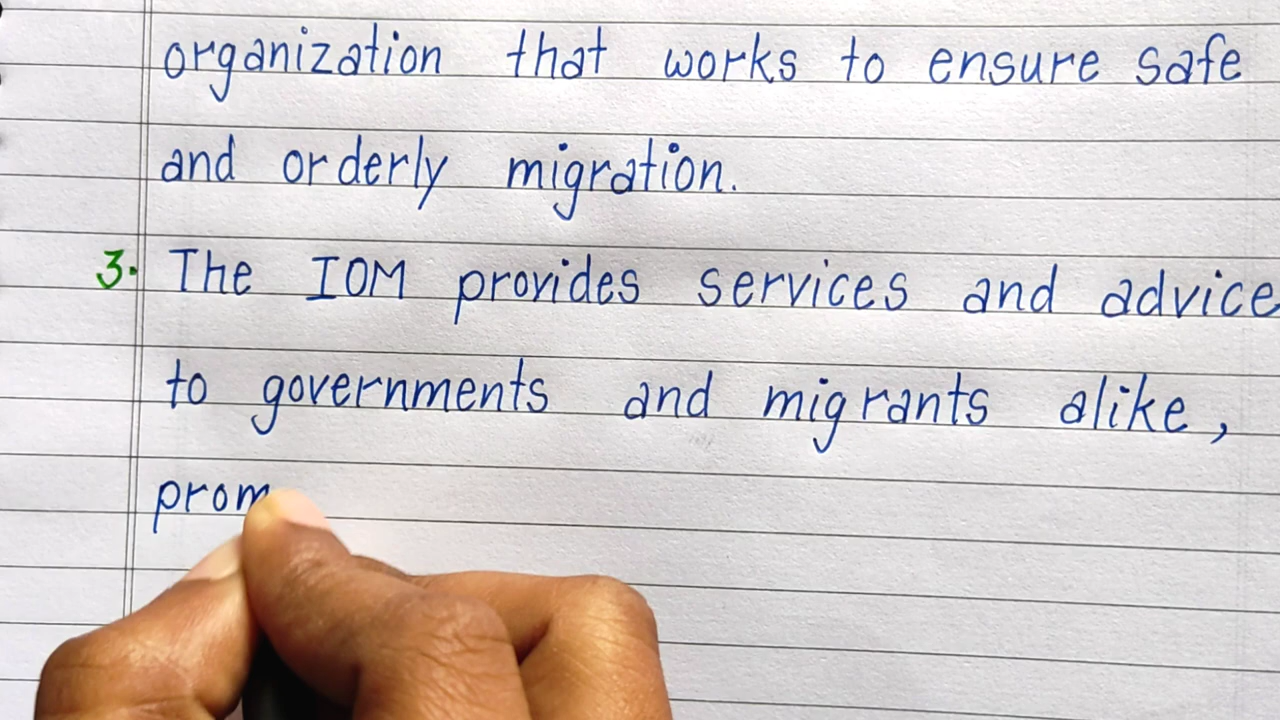 organization that works to ensure safe
and orderly migration.
3. The IOM provides services and advice
to governments and migrants alike,
prom